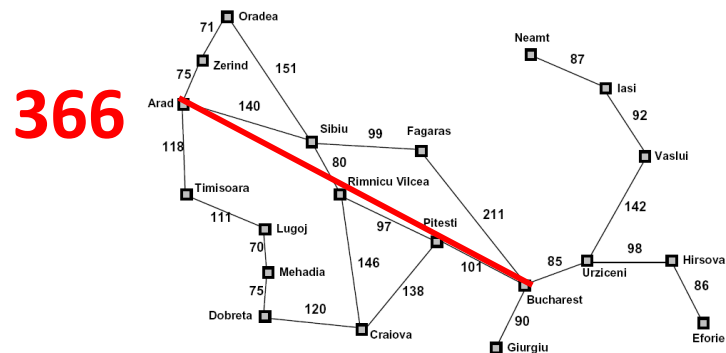 Oradea
71
Neamt
87
Zerind
151
75
Iasi
366
Arad
140
92
Sibiu
99
Fagaras
118
80
Vaslui
Rimnicu Vilcea
Timisoara
211
142
111
Lugoj
97
Pitesti
70
98
Hirsova
146
101
85
Mehadia
Urziceni
75
138
86
Bucharest
120
Dobreta
90
Craiova
Eforie
Giurgiu